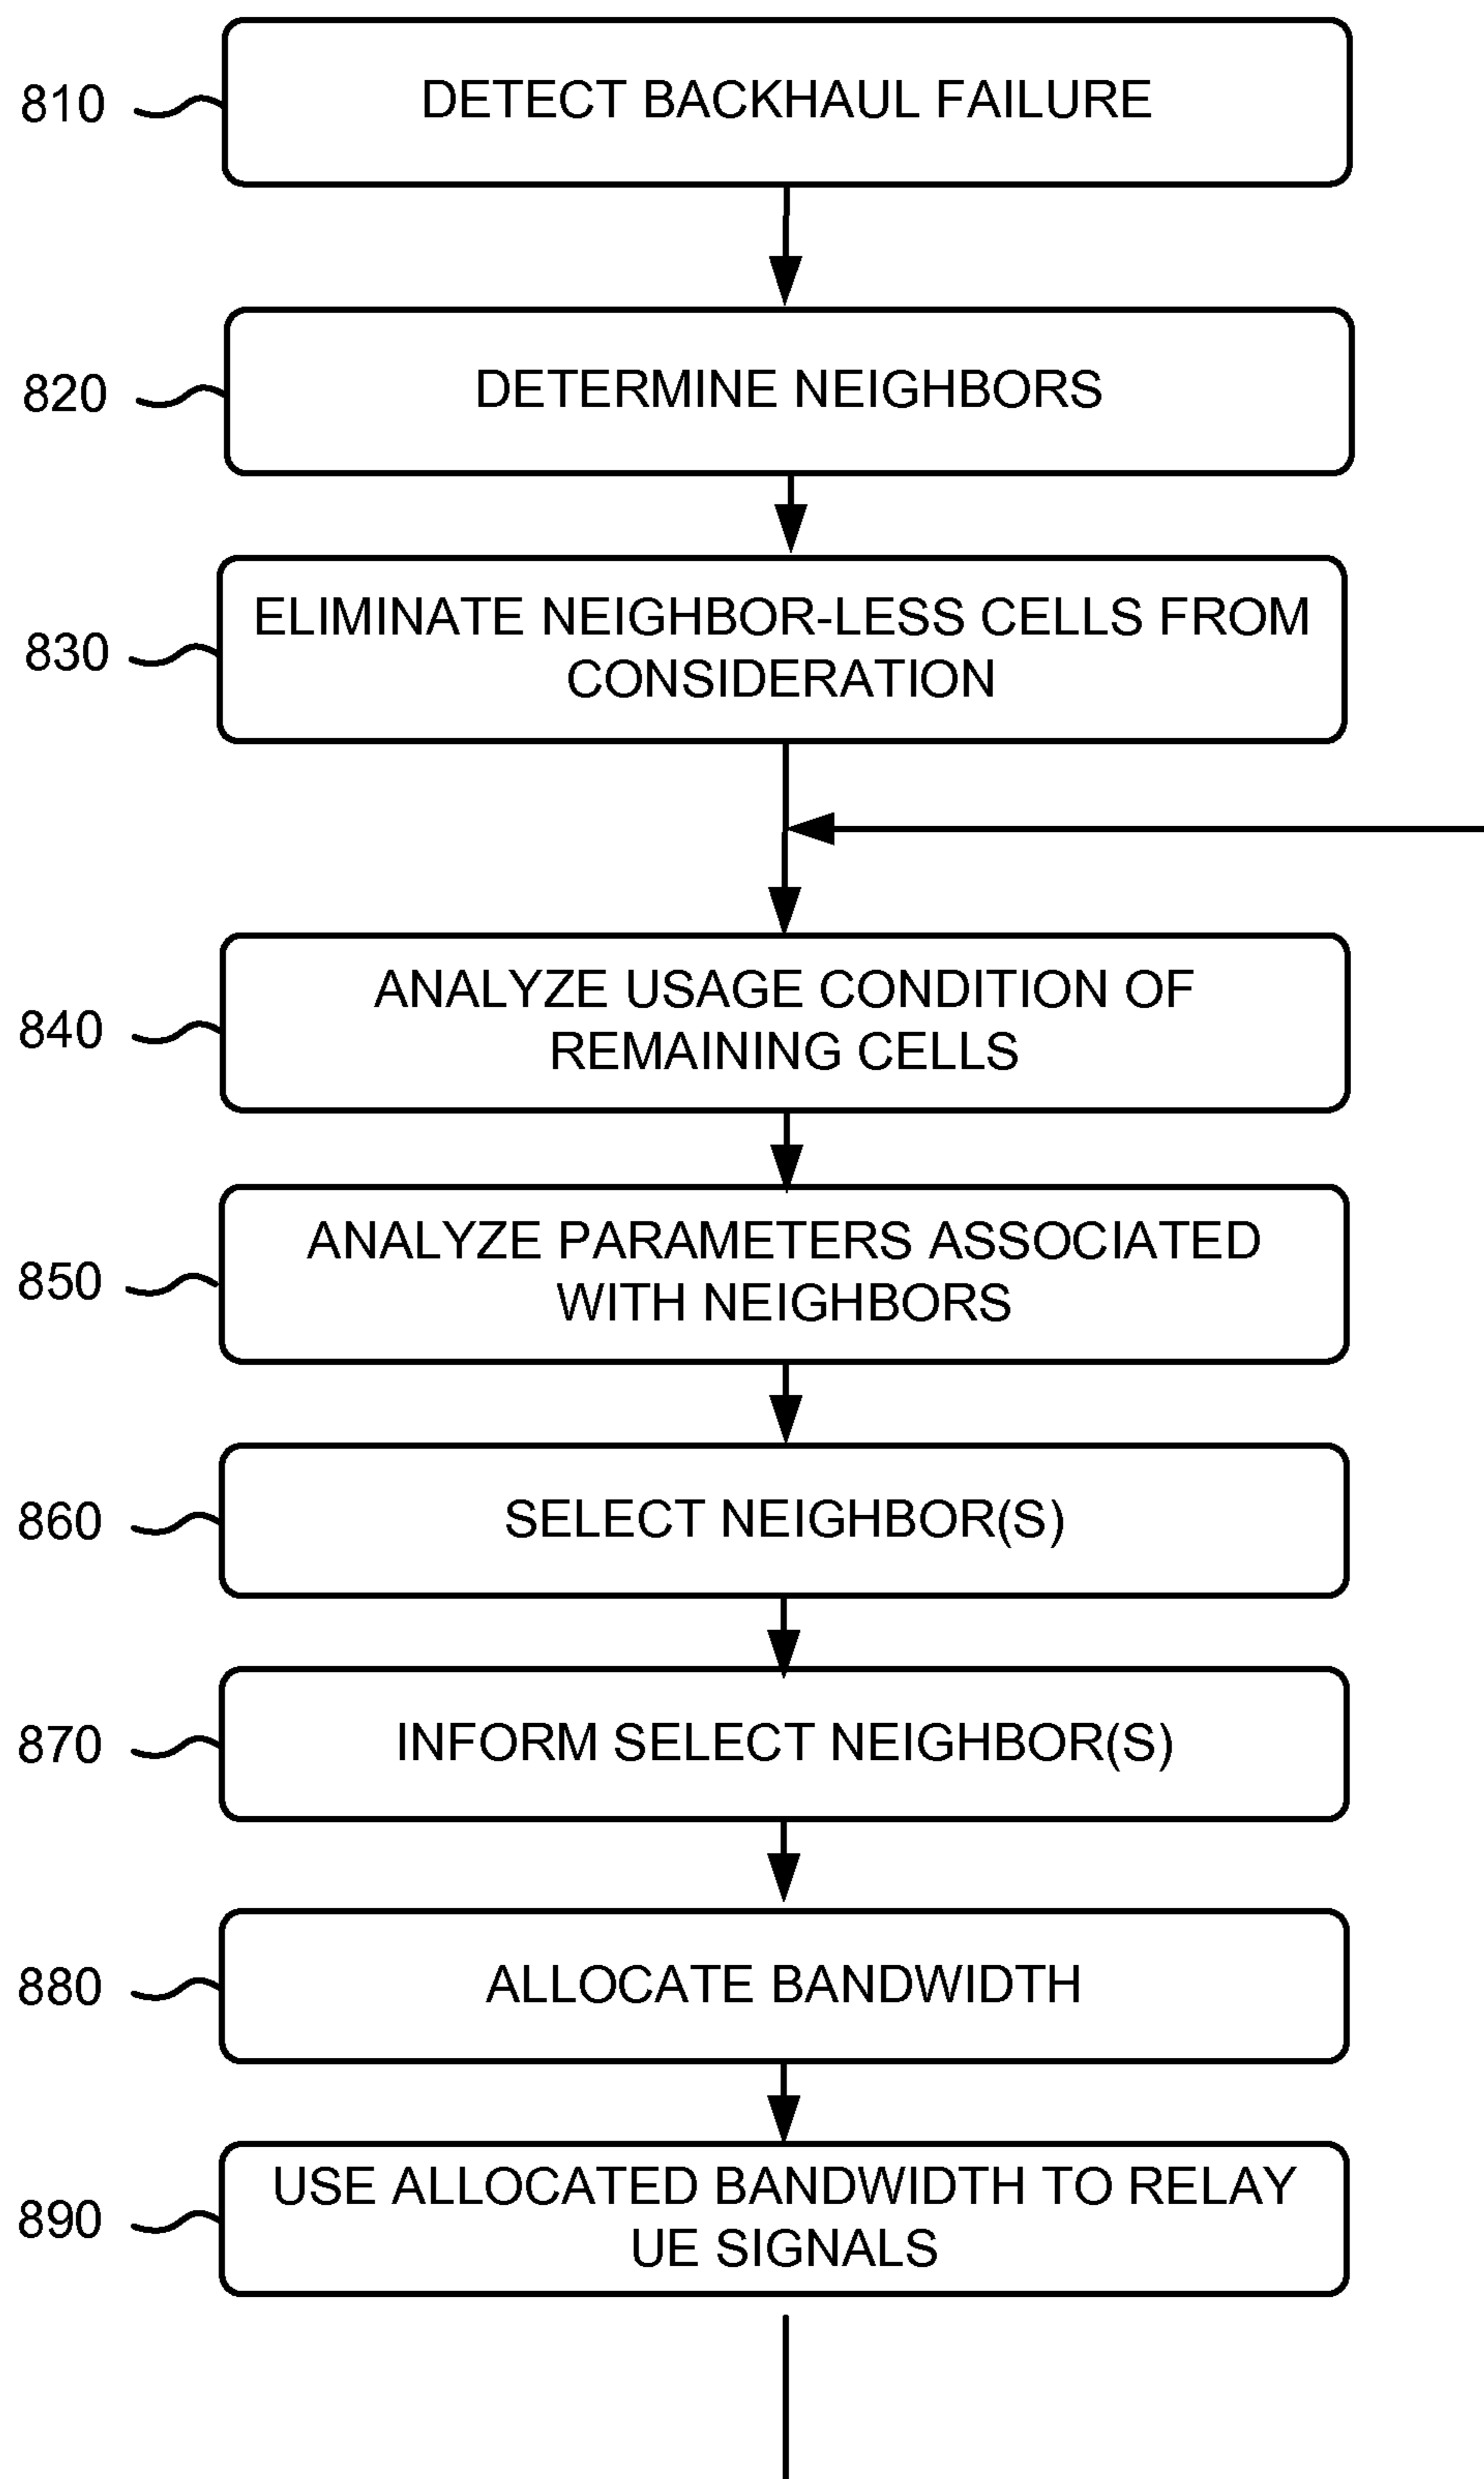 810
DETECT BACKHAUL FAILURE
820
DETERMINE NEIGHBORS
830
ELIMINATE NEIGHBOR-LESS CELLS FROM
CONSIDERATION
840
ANALYZE USAGE CONDITION OF
REMAINING CELLS
850
ANALYZE PARAMETERS ASSOCIATED
WITH NEIGHBORS
860
SELECT NEIGHBOR(S)
870
INFORM SELECT NEIGHBOR(S)
880
ALLOCATE BANDWIDTH
890
USE ALLOCATED BANDWIDTH TO RELAY
UE SIGNALS